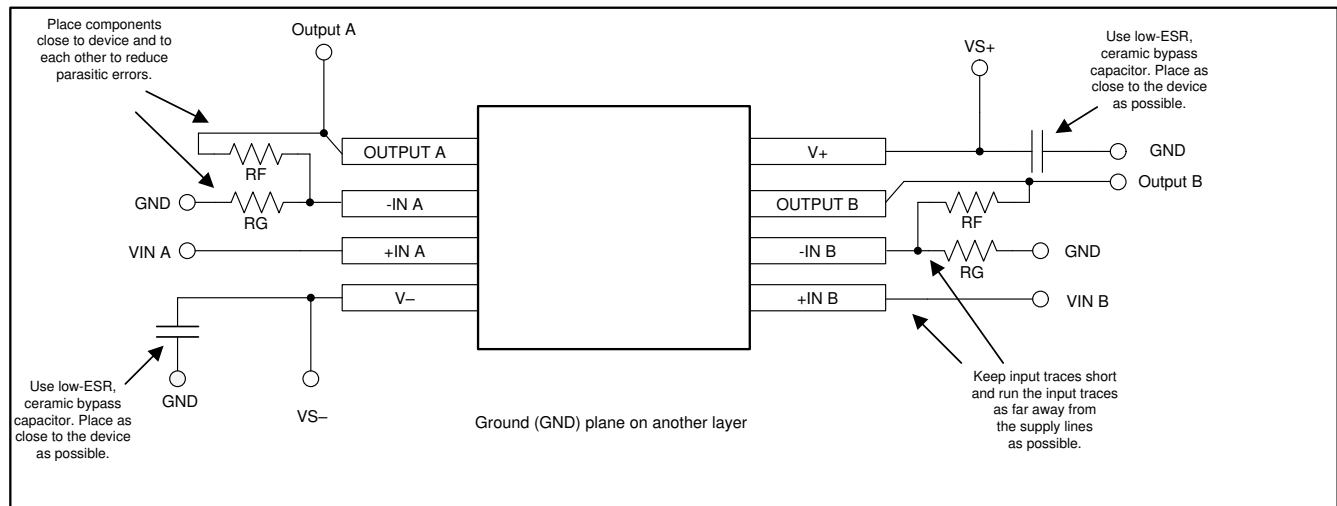 Place components
close to device and to
each other to reduce
parasitic errors.
Output A
VS+
Use low-ESR,
ceramic bypass
capacitor. Place as
close to the device
as possible.
OUTPUT A
V+
GND
RF
Output B
GND
RG
-IN A
OUTPUT B
RF
VIN A
+IN A
-IN B
RG
GND
V–
+IN B
VIN B
Use low-ESR,
ceramic bypass
capacitor. Place as
close to the device
as possible.
GND
VS–
Ground (GND) plane on another layer
Keep input traces short
and run the input traces
as far away from
the supply lines
as possible.